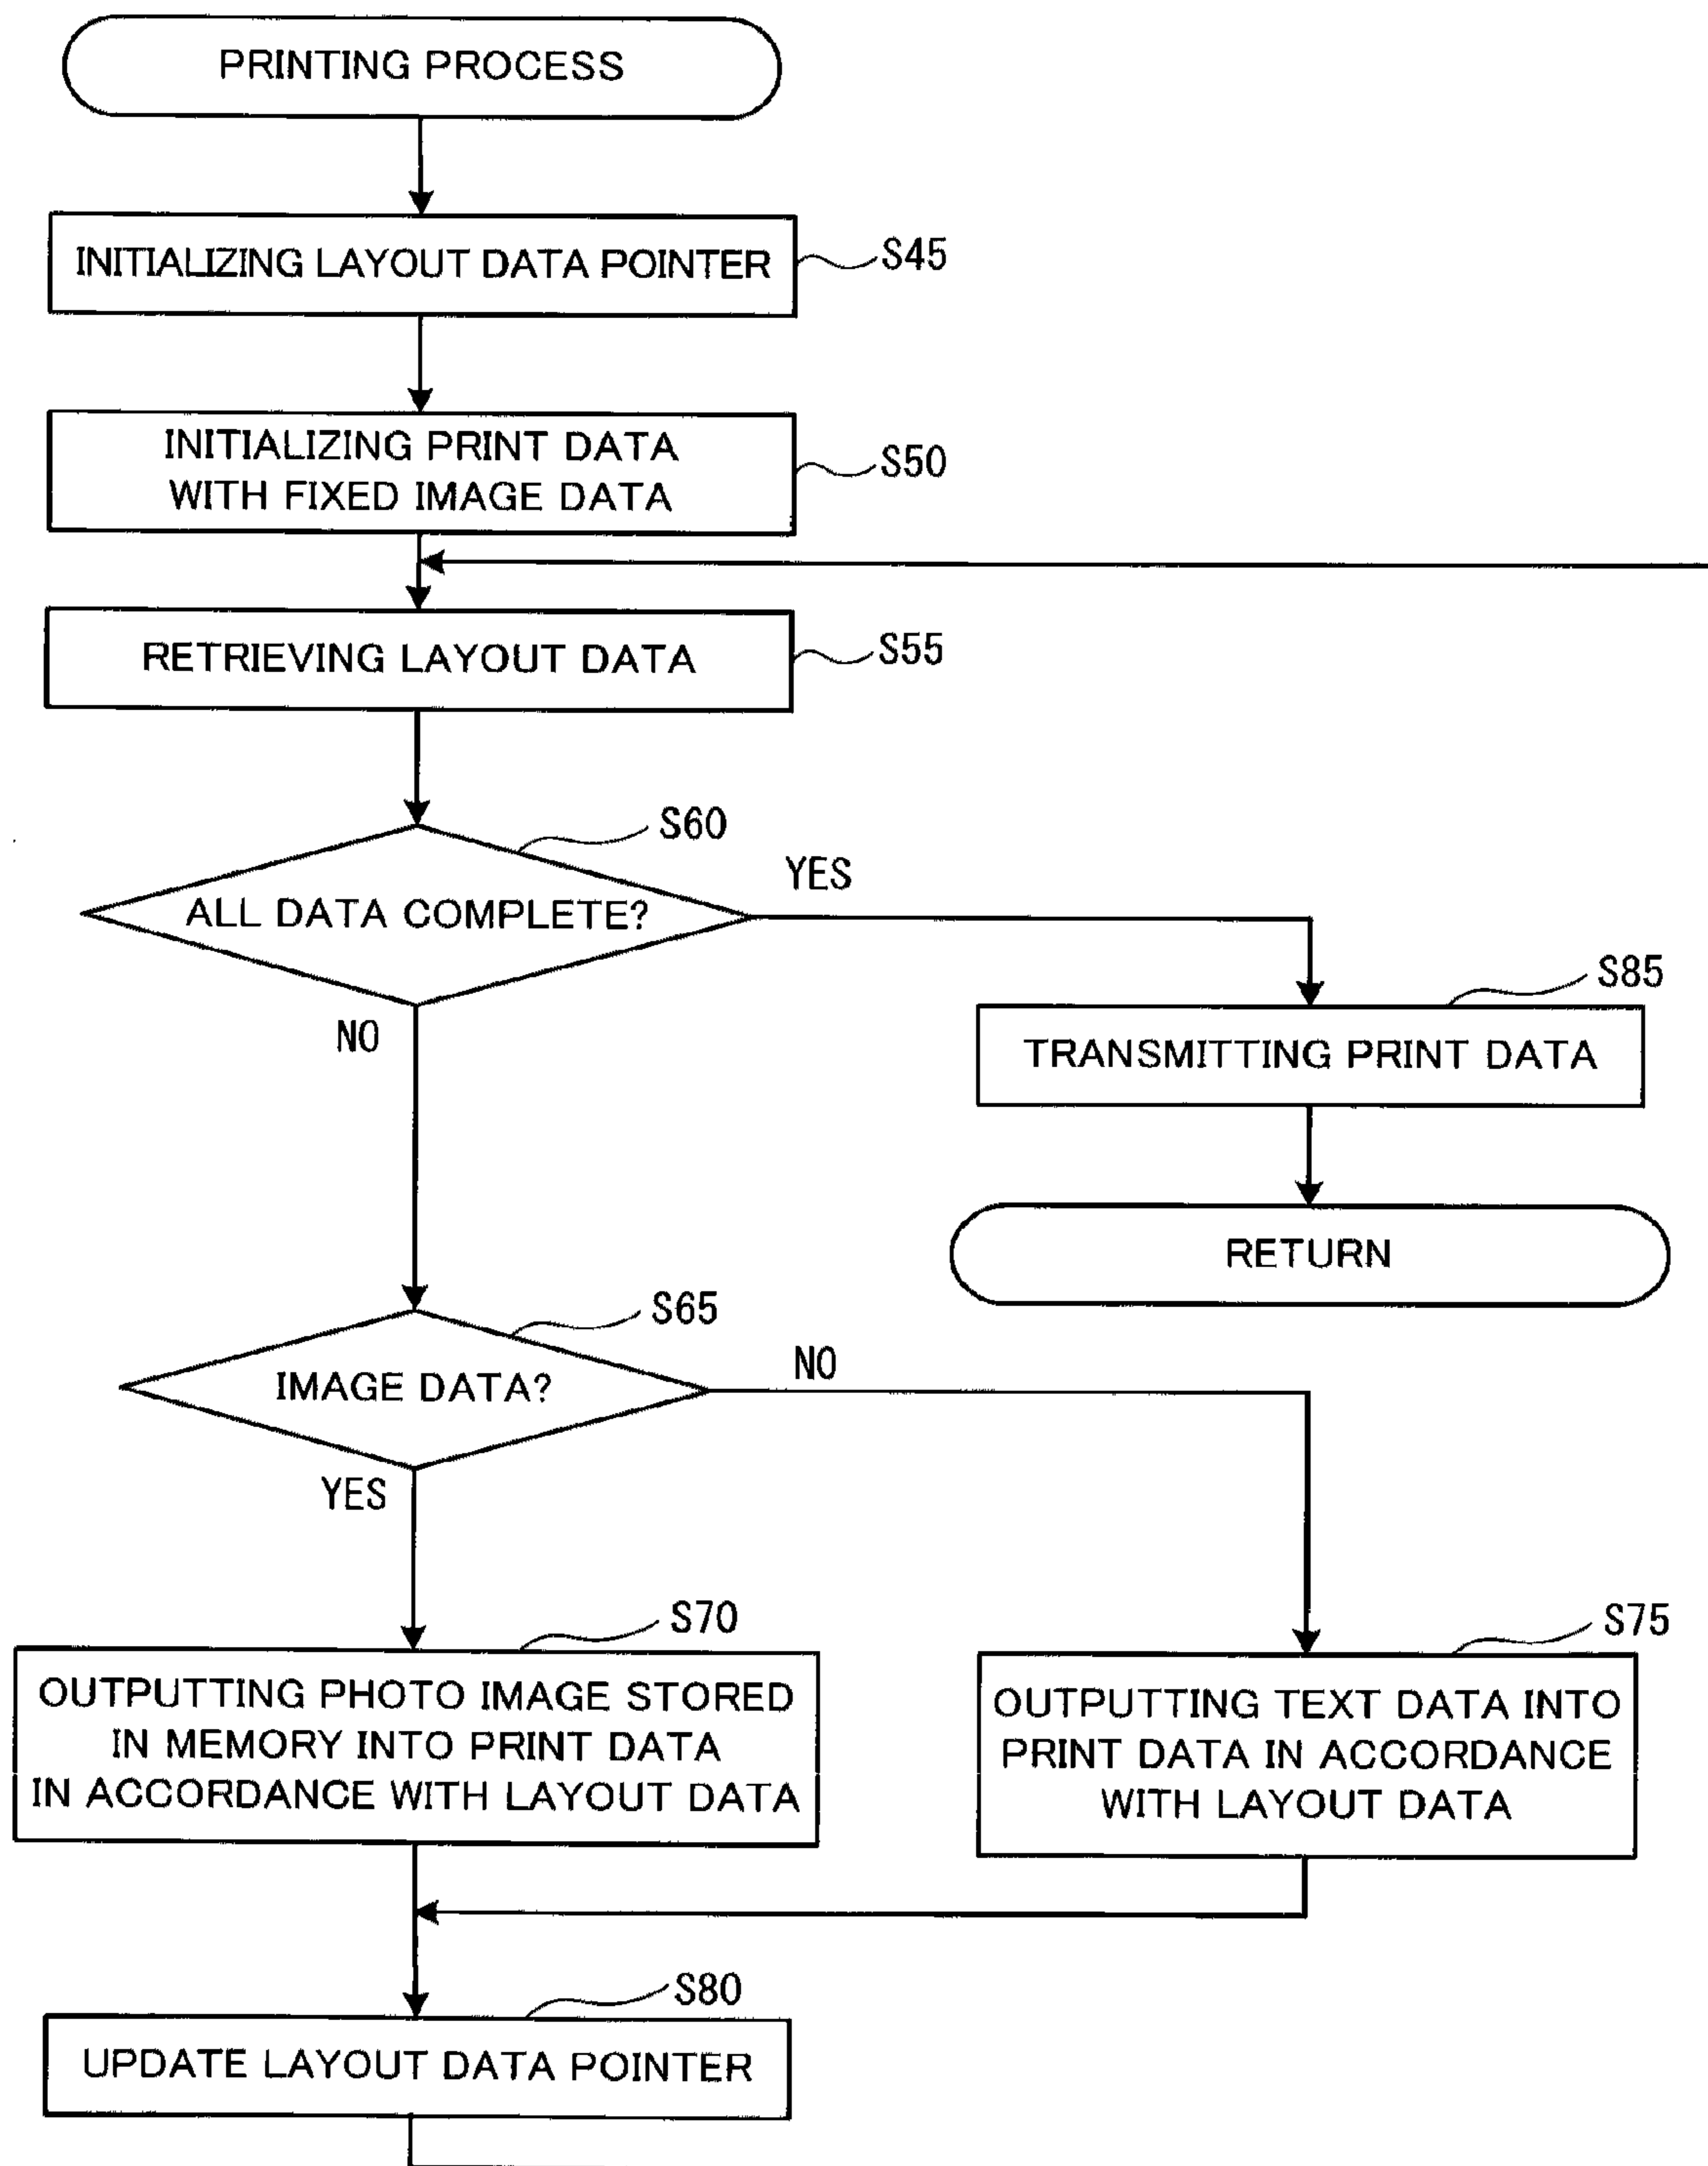 PRINTING PROCESS
INITIALIZING LAYOUT DATA POINTER
S45
INITIALIZING PRINT DATA
WITH FIXED IMAGE DATA
S50
RETRIEVING LAYOUT DATA
S55
S60
ALL DATA COMPLETE?
YES
NO
S85
TRANSMITTING PRINT DATA
RETURN
S65
IMAGE DATA?
NO
YES
S70
OUTPUTTING PHOTO IMAGE STORED
IN MEMORY INTO PRINT DATA
IN ACCORDANCE WITH LAYOUT DATA
S75
OUTPUTTING TEXT DATA INTO
PRINT DATA IN ACCORDANCE
WITH LAYOUT DATA
S80
UPDATE LAYOUT DATA POINTER